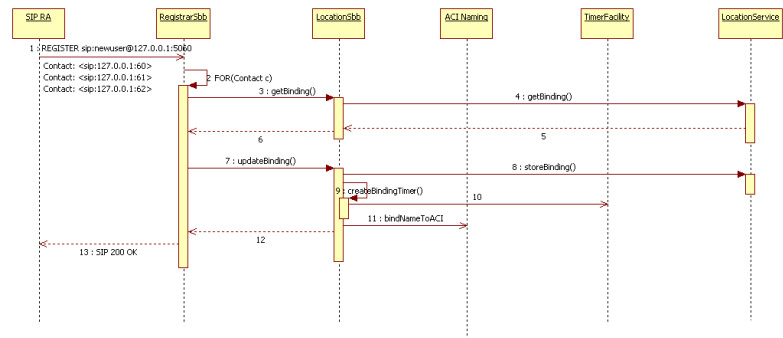 SIP RA
RegistrarSbb
LocationSbb
ACI Naming
TimerFacility
LocationService
1 : REGISTER sip:newuser@127.0.0.1:5060
Contact: <sip:127.0.0.1:60>
Contact: <sip:127.0.0.1:61>
Contact: <sip:127.0.0.1:62>
2 FOR(Contact c)
3 : getBinding()
4 : getBinding()
5
6
7 : updateBinding()
8 : storeBinding()
9 : createBindingTimer()
10
11 : bindNameToACI
12
13 : SIP 200 OK